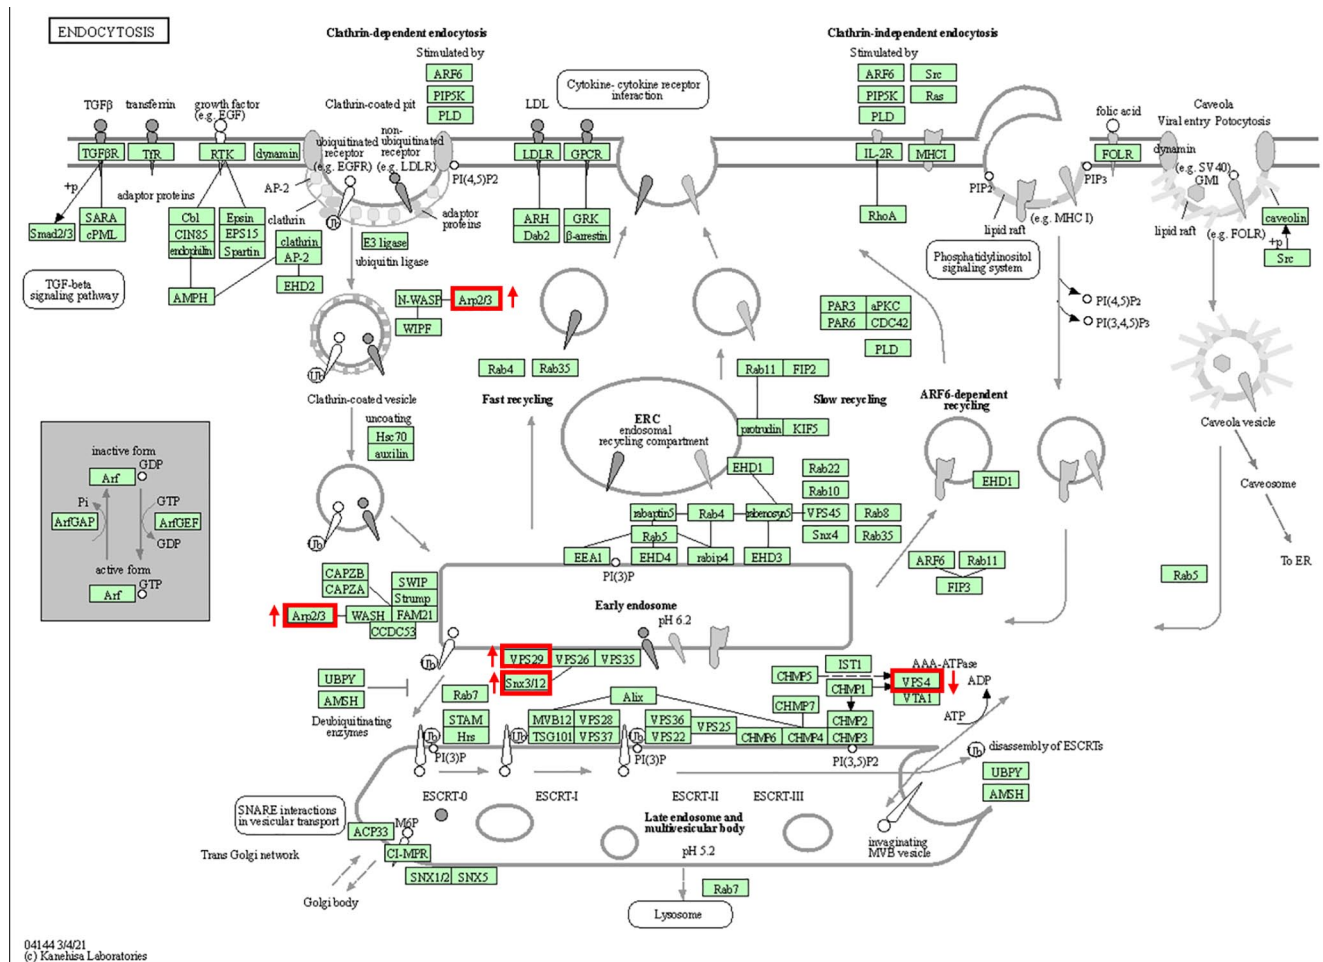 ENDOCYTOSIS
Clathrin-dependent endocytosis
Stimulated by
ARF6
PIP5K
PLD
Clathrin-independent endocytosis
Stimulated by
ARF6
Src
PIP5K
Ras
PLD
Cytokine- cytokine receptor
interaction
TGFβ
transferrin
growth factor
(e.g. EGF)
Clathrin-coated pit
LDL
folic acid
Caveola
Viral entry Potocytosis
TGFβR
TfR
RTK
dynamin
ubiquitinated
receptor
(e.g. EGFR)
non-
ubiquitinated
receptor
(e.g. LDLR)
LDLR
GPCR
IL-2R
MHC1
FOLR
dynamin
(e.g. SV40)
GM1
+p
adaptor proteins
AP-2
clathrin
Ub
PI(4,5)P2
adaptor
proteins
PIP2
PIP3
lipid raft
(e.g. MHC I)
lipid raft
(e.g. FOLR)
caveolin
+p
Src
Smad2/3
SARA
cPML
Cbl
CIN85
endophilin
AMPH
Epsin
EPS15
Spartin
clathrin
AP-2
EHD2
E3 ligase
ubiquitin ligase
ARH
Dab2
GRK
β-arrestin
RhoA
TGF-beta
signaling pathway
Phosphatidylinositol
signaling system
N-WASP
Arp2/3
WIPF
PAR3
aPKC
PAR6
CDC42
PLD
PI(4,5)P2
PI(3,4,5)P3
Ub
Clathrin-coated vesicle
Rab4
Rab35
Fast recycling
Rab11
FIP2
Slow recycling
protrudin
KIF5
ARF6-dependent
recycling
Caveola vesicle
Caveosome
To ER
uncoating
Hsc70
auxilin
ERC
endosomal
recycling compartment
inactive form
Arf
GDP
Pi
GTP
ArfGAP
ArfGEF
GDP
active form
Arf
GTP
Ub
EHD1
Rab22
Rab10
rabaptin5
Rab4
rabenosyn5
VPS45
Rab8
Rab5
Snx4
Rab35
EEA1
EHD4
rabip4
EHD3
PI(3)P
EHD1
ARF6
Rab11
FIP3
Rab5
CAPZB
CAPZA
SWIP
Strump
Arp2/3
WASH
FAM21
CCDC53
Early endosome
pH 6.2
Ub
VPS29
VPS26
VPS35
Snx3/12
UBPY
AMSH
Deubiquitinating
enzymes
Rab7
STAM
Hrs
Alix
MVB12
VPS28
TSG101
VPS37
VPS36
VPS22
VPS25
IST1
AAA-ATPase
CHMP5
CHMP1
VPS4
VTA1
ADP
ATP
CHMP7
CHMP2
CHMP6
CHMP4
CHMP3
Ub
PI(3)P
Ub
Ub
PI(3)P
PI(3,5)P2
Ub
disassembly of ESCRTs
UBPY
AMSH
ESCRT-0
ESCRT-I
ESCRT-II
ESCRT-III
SNARE interactions
in vesicular transport
M6P
ACP33
CI-MPR
Trans Golgi network
SNX1/2
SNX5
Golgi body
Late endosome and
multivesicular body
pH 5.2
invaginating
MVB vesicle
Rab7
Lysosome
04144 3/4/21
(c) Kanehisa Laboratories